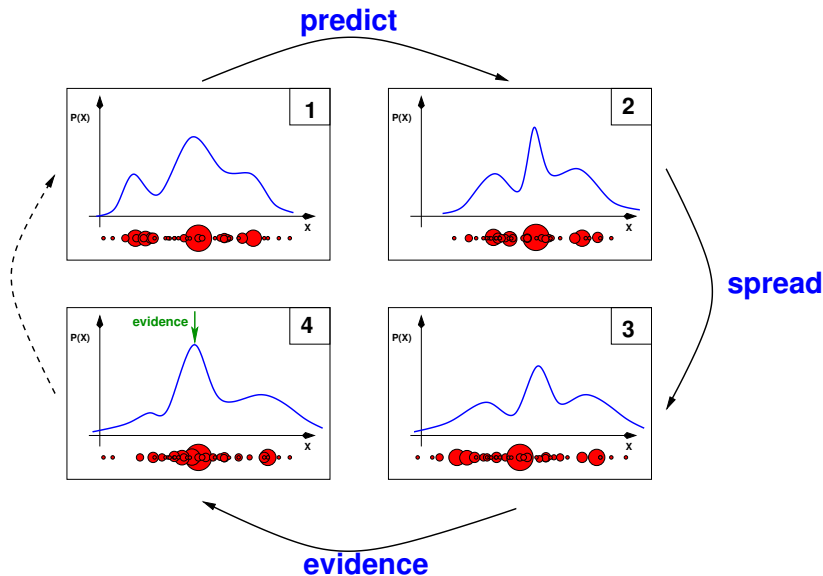 predict
1
P(X)
X
2
P(X)
X
spread
4
evidence
P(X)
X
3
P(X)
X
evidence